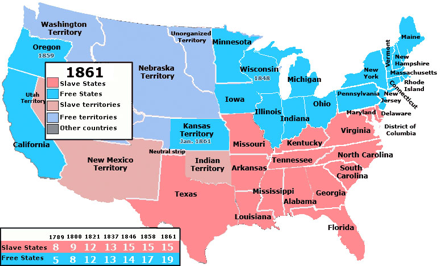 Washington
Territory
Oregon
1859
Unorganized
Territory
Minnesota
Maine
Vermont
New
Hampshire
Massachusetts
Rhode
Island
Connecticut
New
York
Wisconsin
1848
Michigan
Nebraska
Territory
1861
Slave States
Free States
Slave territories
Free territories
Other countries
Utah
Territory
Iowa
Pennsylvania
New
Jersey
Ohio
Illinois
Indiana
Maryland
Delaware
District of
Columbia
California
Kansas
Territory
Jan. 1861
Missouri
Kentucky
Virginia
Neutral strip
New Mexico
Territory
Indian
Territory
Arkansas
Tennessee
North Carolina
South
Carolina
Texas
Mississippi
Alabama
Georgia
Louisiana
Florida
1789 1800 1821 1837 1846 1858 1861
Slave States 8 9 12 13 15 15 15
Free States 5 8 12 13 14 17 19